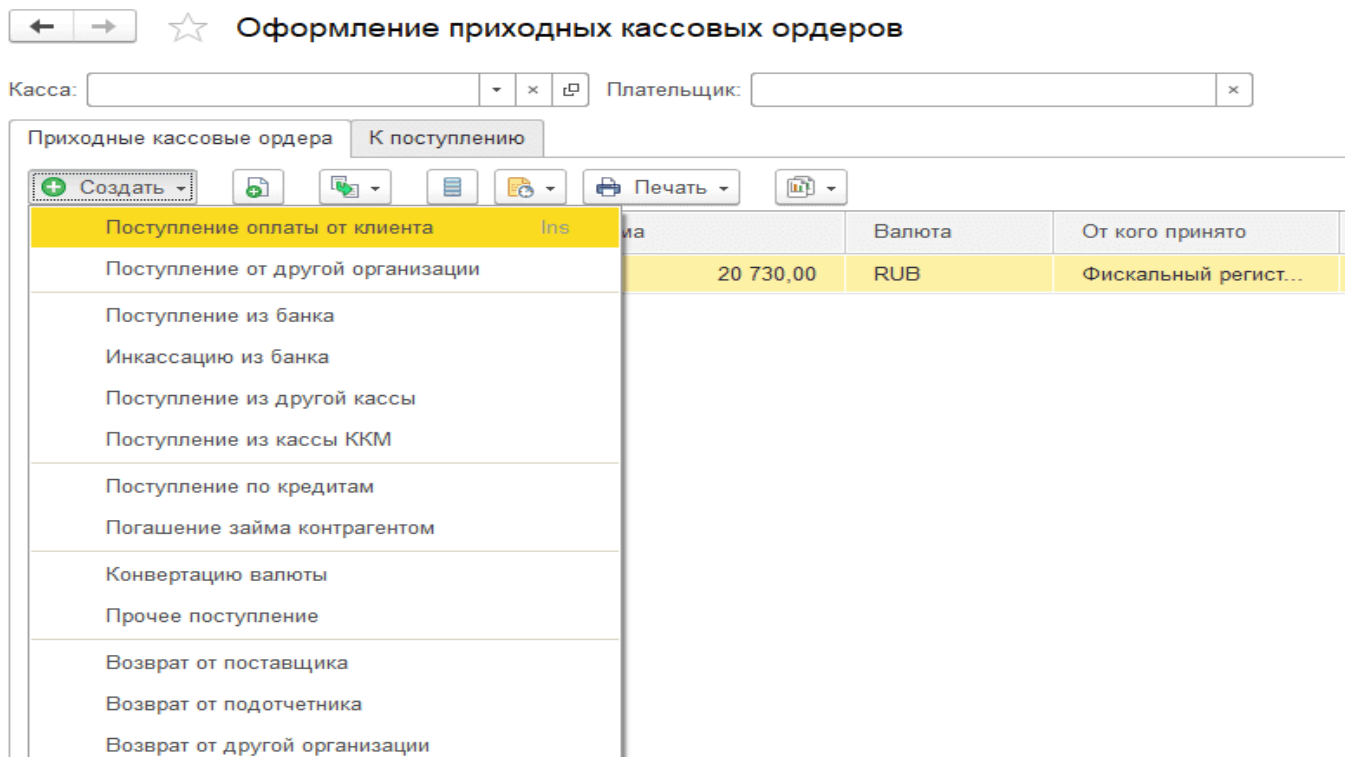 Оформление приходных кассовых ордеров
Касса: Плательщик:
Приходные кассовые ордера К поступлению
Создать Печать
Поступление оплаты от клиента Ins Валюта От кого принято
Поступление от другой организации 20 730,00 RUB Фискальный регист...
Поступление из банка
Инкассацию из банка
Поступление из другой кассы
Поступление из кассы ККМ
Поступление по кредитам
Погашение займа контрагентом
Конвертацию валюты
Прочее поступление
Возврат от поставщика
Возврат от подотчетника
Возврат от другой организации